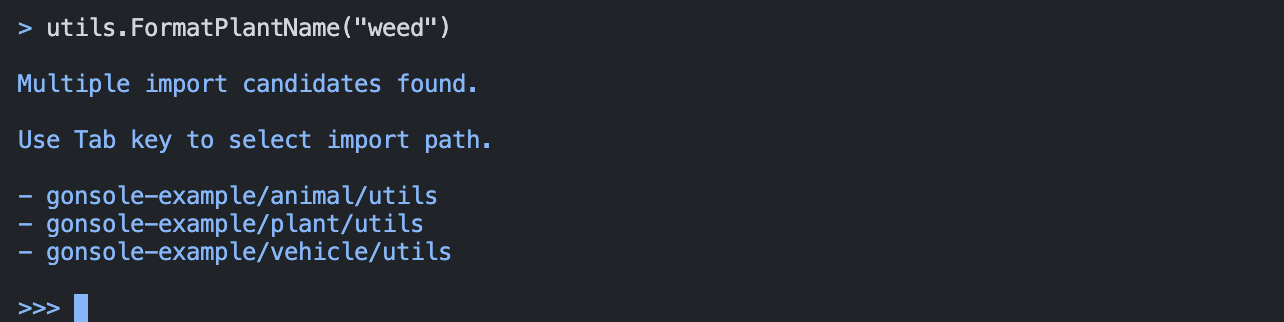 > utils.FormatPlantName("weed")
Multiple import candidates found.
Use Tab key to select import path.
- gonsole-example/animal/utils
- gonsole-example/plant/utils
- gonsole-example/vehicle/utils
>>>